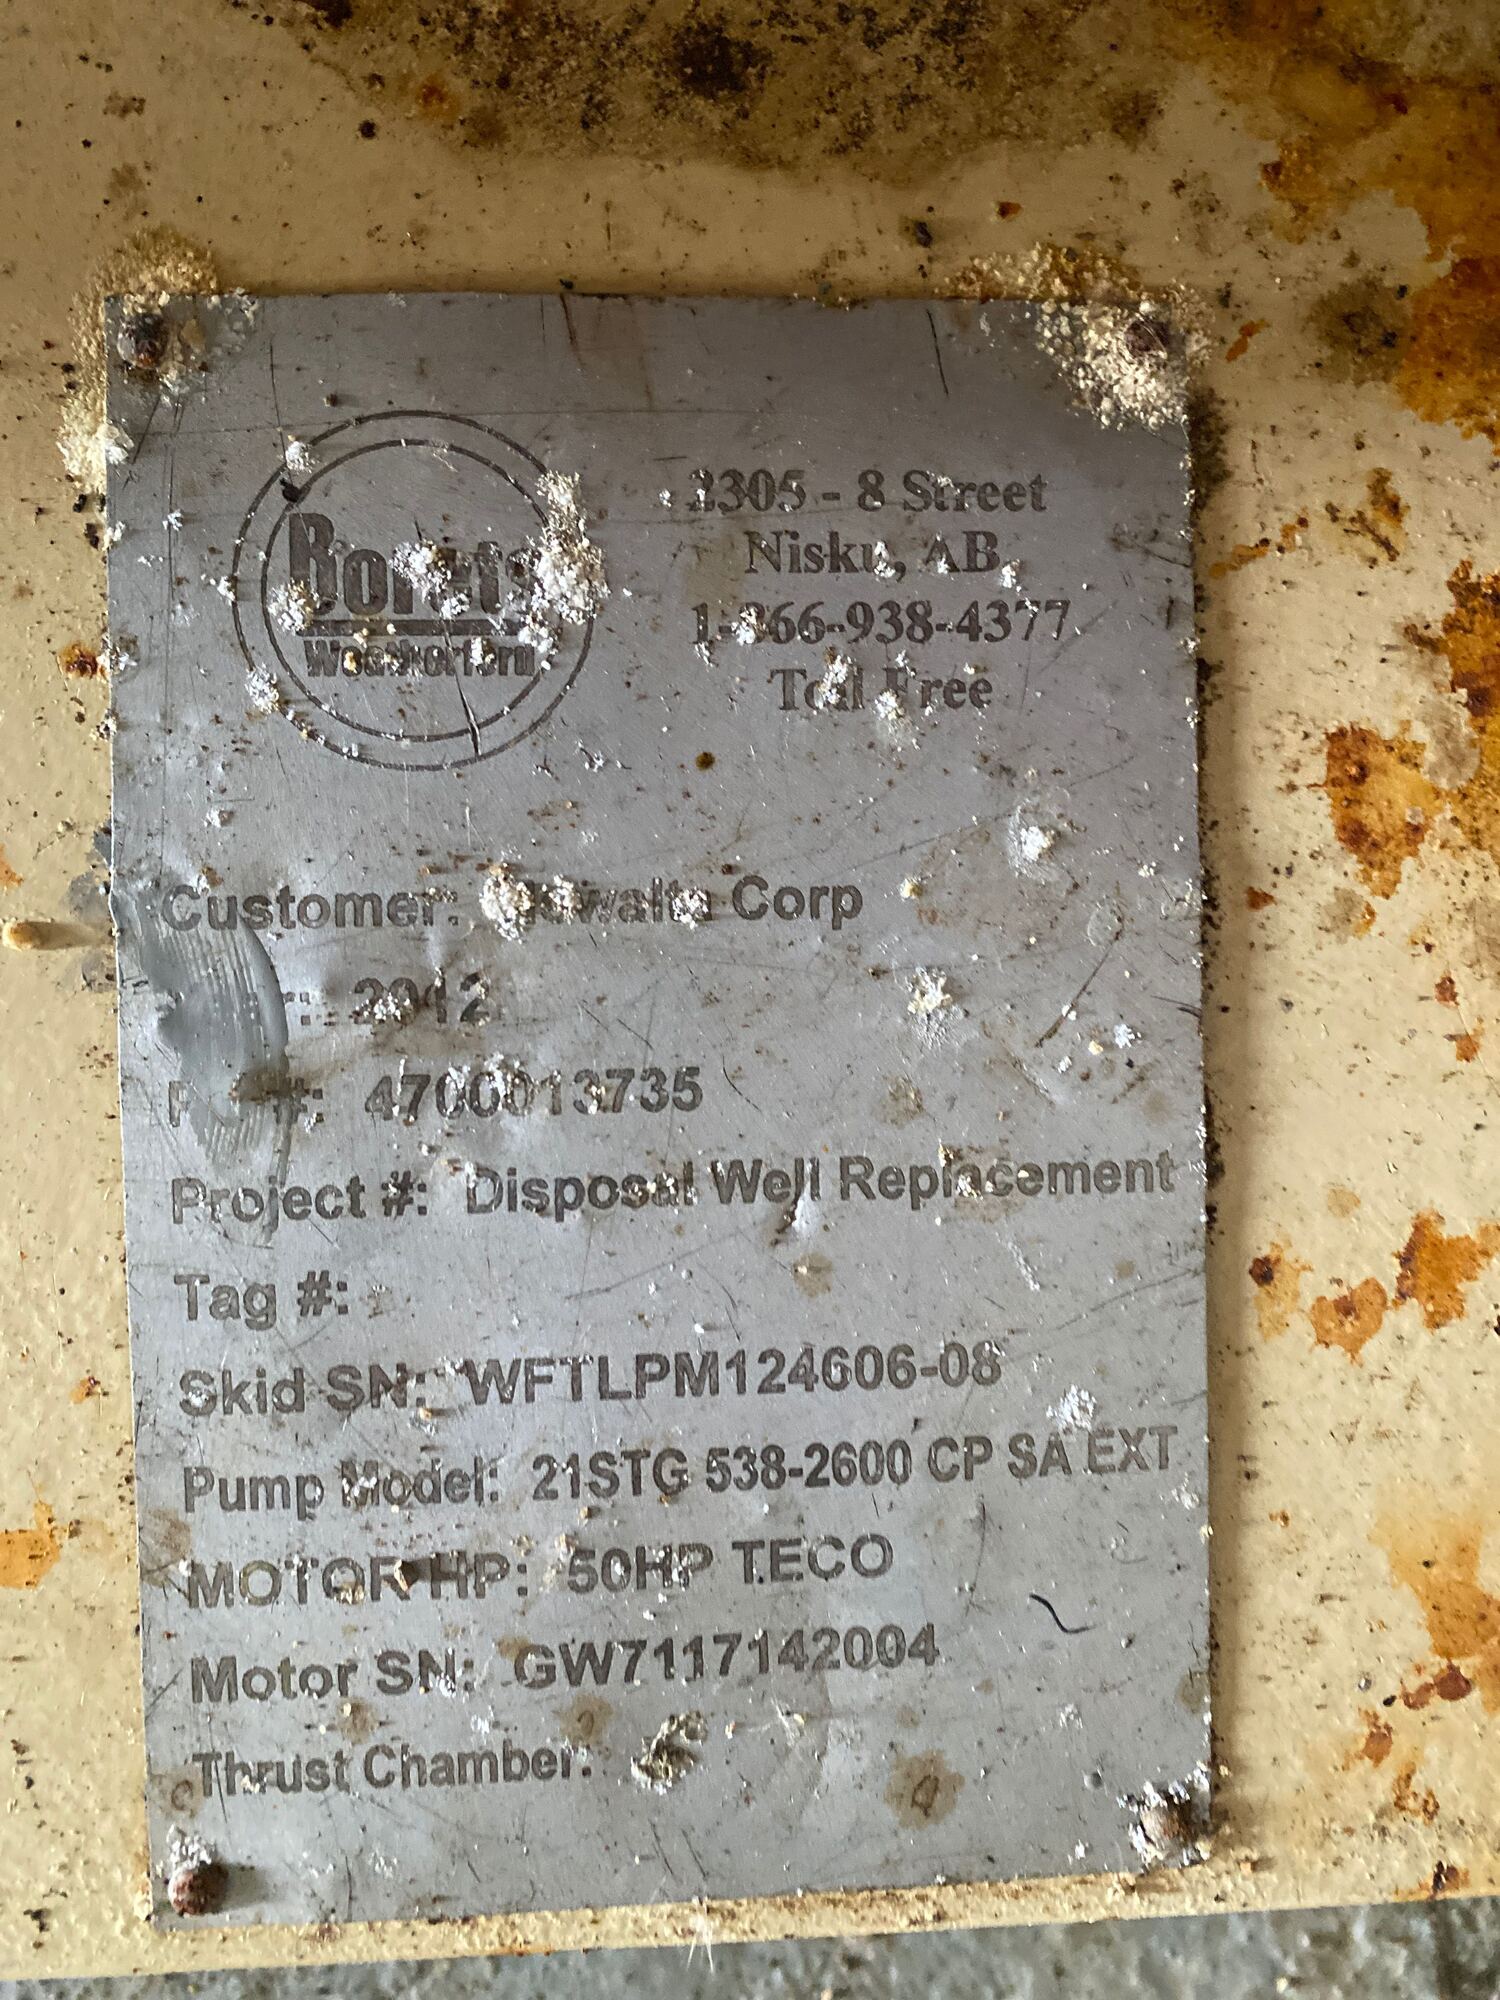 Borets
Weatherford
2305 - 8 Street
Nisku, AB
1-866-938-4377
Toll Free
Customer: Newalta Corp
2012
#: 4700013735
Project #: Disposal Well Replacement
Tag #:
Skid SN: WFTLPM124606-08
Pump Model: 21STG 538-2600 CP SA EXT
MOTOR HP: 50HP TECO
Motor SN: GW7117142004
Thrust Chamber: